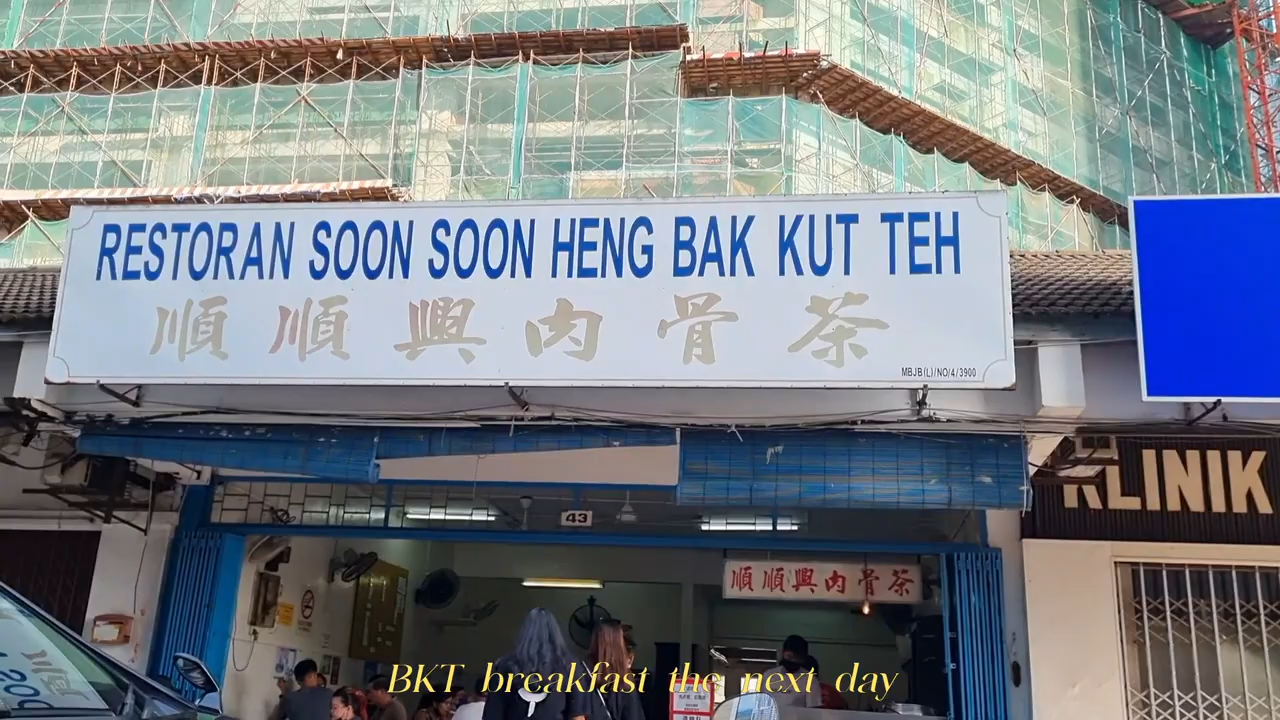 RESTORAN SOON SOON HENG BAK KUT TEH
順順興肉骨茶
MBJB(L)/NO/4/3900
KLINIK
43
順順興肉骨茶
BKT breakfast the next day